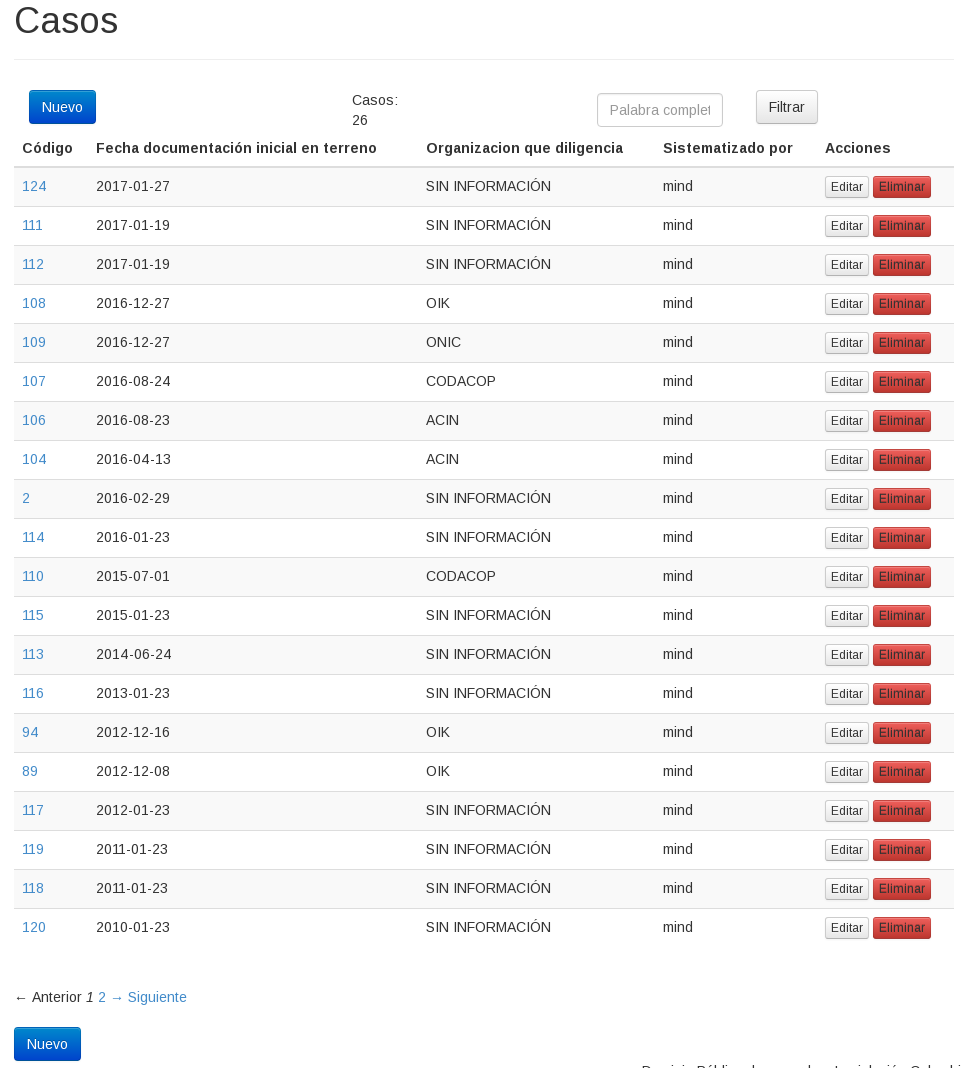 Casos
Nuevo Casos: Palabra complet Filtrar
26
Código Fecha documentación inicial en terreno Organizacion que diligencia Sistematizado por Acciones
124 2017-01-27 SIN INFORMACIÓN mind Editar Eliminar
111 2017-01-19 SIN INFORMACIÓN mind Editar Eliminar
112 2017-01-19 SIN INFORMACIÓN mind Editar Eliminar
108 2016-12-27 OIK mind Editar Eliminar
109 2016-12-27 ONIC mind Editar Eliminar
107 2016-08-24 CODACOP mind Editar Eliminar
106 2016-08-23 ACIN mind Editar Eliminar
104 2016-04-13 ACIN mind Editar Eliminar
2 2016-02-29 SIN INFORMACIÓN mind Editar Eliminar
114 2016-01-23 SIN INFORMACIÓN mind Editar Eliminar
110 2015-07-01 CODACOP mind Editar Eliminar
115 2015-01-23 SIN INFORMACIÓN mind Editar Eliminar
113 2014-06-24 SIN INFORMACIÓN mind Editar Eliminar
116 2013-01-23 SIN INFORMACIÓN mind Editar Eliminar
94 2012-12-16 OIK mind Editar Eliminar
89 2012-12-08 OIK mind Editar Eliminar
117 2012-01-23 SIN INFORMACIÓN mind Editar Eliminar
119 2011-01-23 SIN INFORMACIÓN mind Editar Eliminar
118 2011-01-23 SIN INFORMACIÓN mind Editar Eliminar
120 2010-01-23 SIN INFORMACIÓN mind Editar Eliminar
← Anterior 1 2 → Siguiente
Nuevo